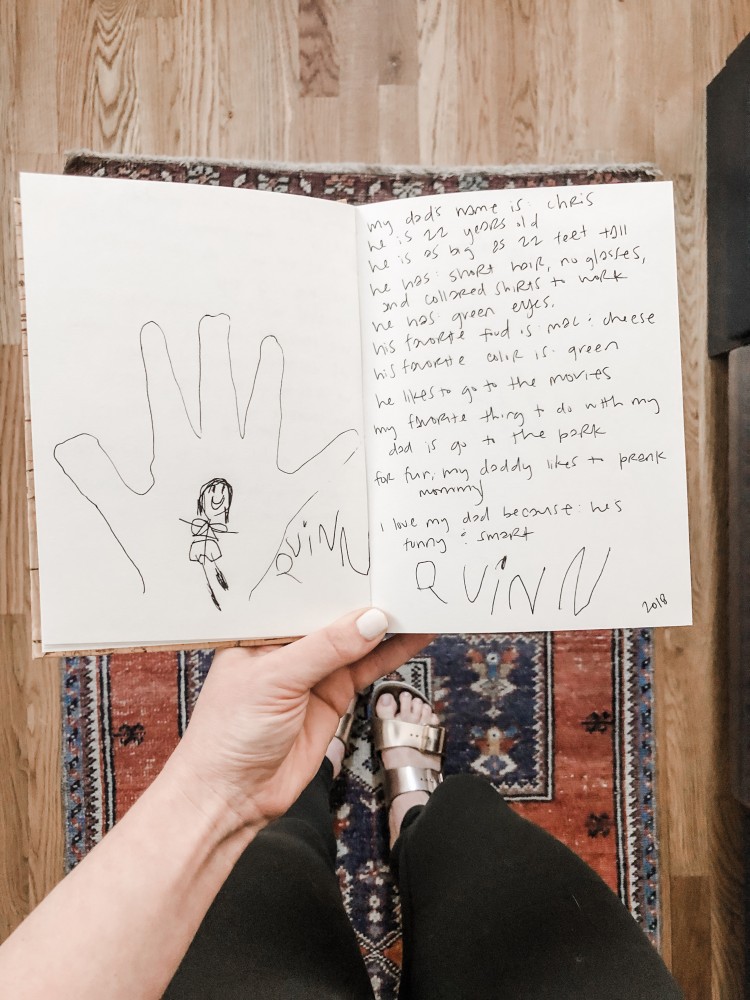 QUINN
my dad's name is: chris
he is 22 years old
he is as big as 22 feet tall
he has: short hair, no glasses,
and collared shirts to work
he has: green eyes.
his favorite food is: mac & cheese
his favorite color is: green
he likes to go to the movies
my favorite thing to do with my
dad is go to the park
for fun, my daddy likes to prank
mommy
i love my dad because: he's
funny & smart
QUINN
2018